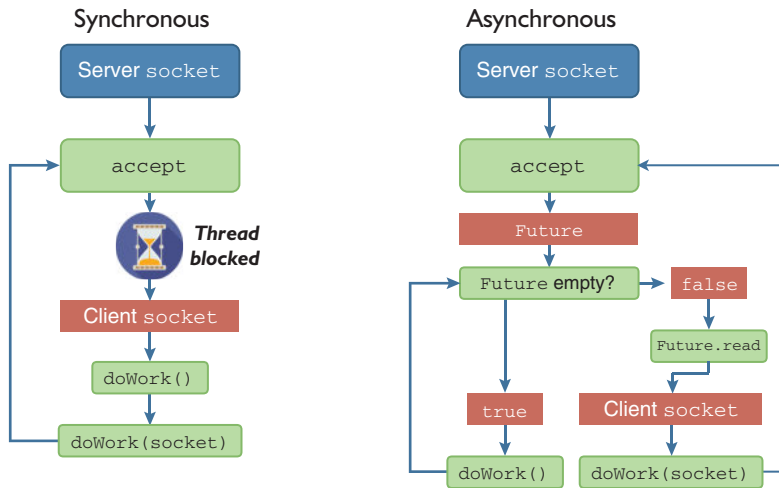 Synchronous
Server socket
accept
Thread
blocked
Client socket
doWork()
doWork(socket)
Asynchronous
Server socket
accept
Future
Future empty?
false
Future.read
true
Client socket
doWork()
doWork(socket)